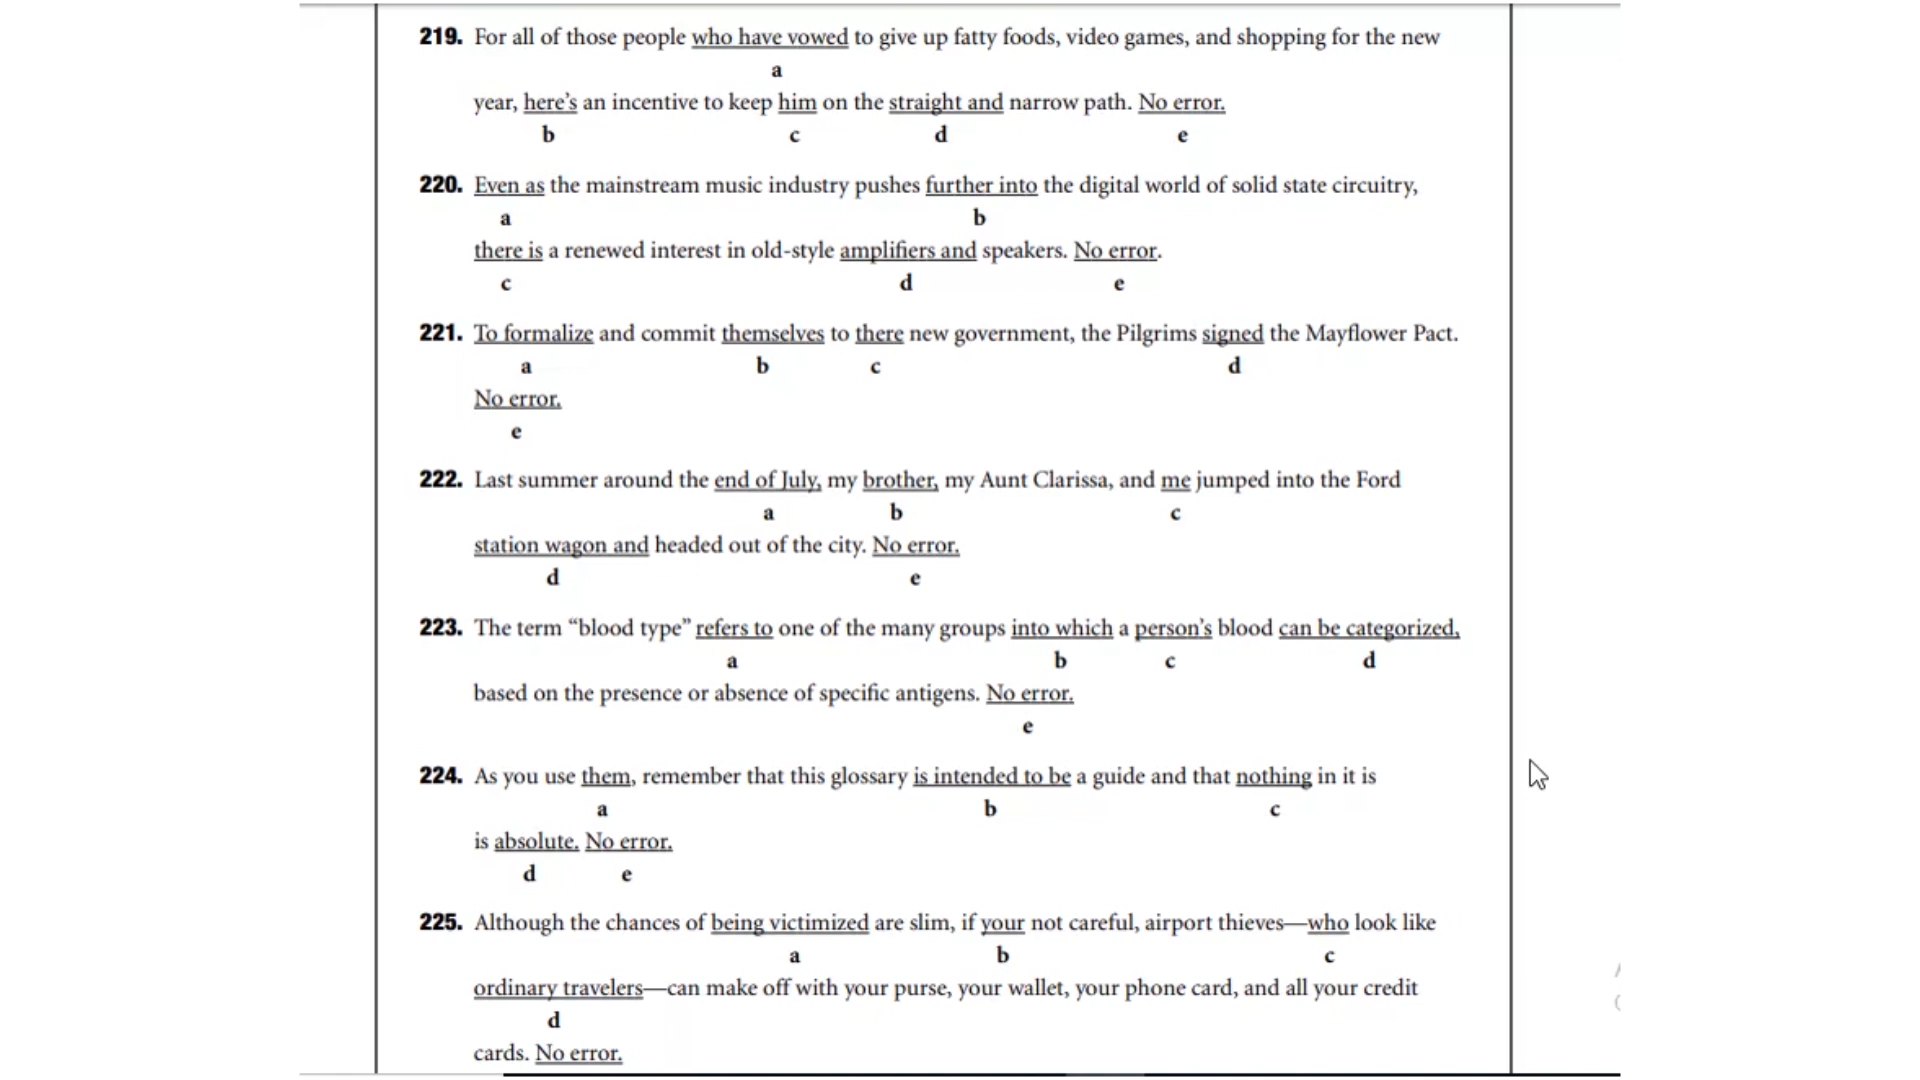 219. For all of those people who have vowed to give up fatty foods, video games, and shopping for the new
a
year, here's an incentive to keep him on the straight and narrow path. No error.
b c d e
220. Even as the mainstream music industry pushes further into the digital world of solid state circuitry,
a b
there is a renewed interest in old-style amplifiers and speakers. No error.
c d e
221. To formalize and commit themselves to there new government, the Pilgrims signed the Mayflower Pact.
a b c d
No error.
e
222. Last summer around the end of July, my brother, my Aunt Clarissa, and me jumped into the Ford
a b c
station wagon and headed out of the city. No error.
d e
223. The term “blood type” refers to one of the many groups into which a person's blood can be categorized,
a b c d
based on the presence or absence of specific antigens. No error.
e
224. As you use them, remember that this glossary is intended to be a guide and that nothing in it is
a b c
is absolute. No error.
d e
225. Although the chances of being victimized are slim, if your not careful, airport thieves—who look like
a b c
ordinary travelers—can make off with your purse, your wallet, your phone card, and all your credit
d
cards. No error.